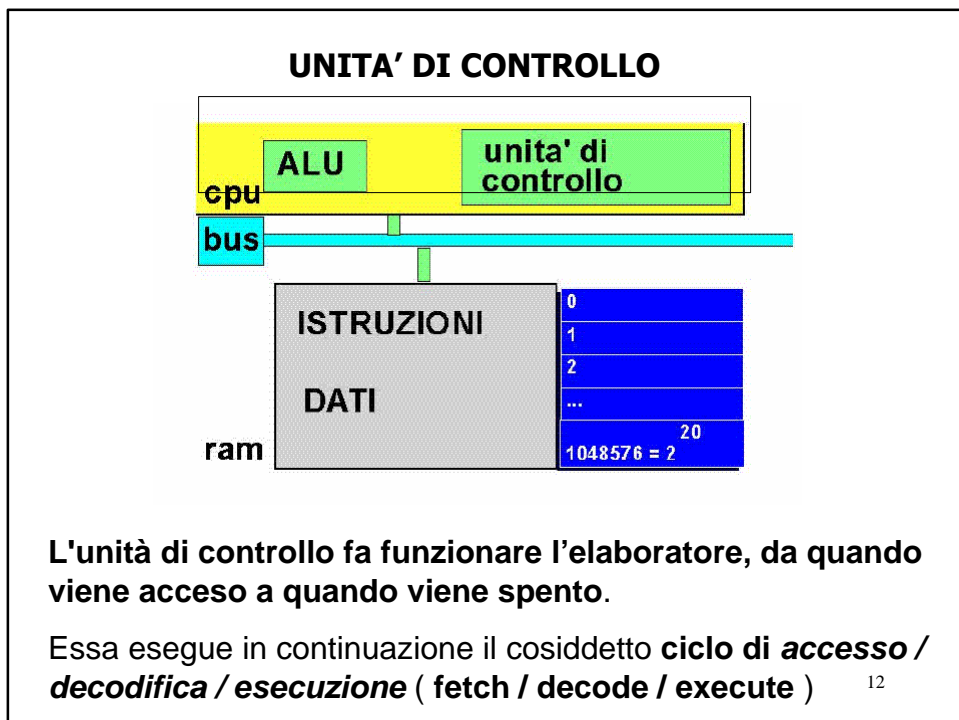 UNITA’ DI CONTROLLO
ALU
unita' di
controllo
cpu
bus
ISTRUZIONI
DATI
ram
0
1
2
...
20
1048576 = 2
L'unità di controllo fa funzionare l’elaboratore, da quando
viene acceso a quando viene spento.
Essa esegue in continuazione il cosiddetto ciclo di accesso /
decodifica / esecuzione ( fetch / decode / execute )
12